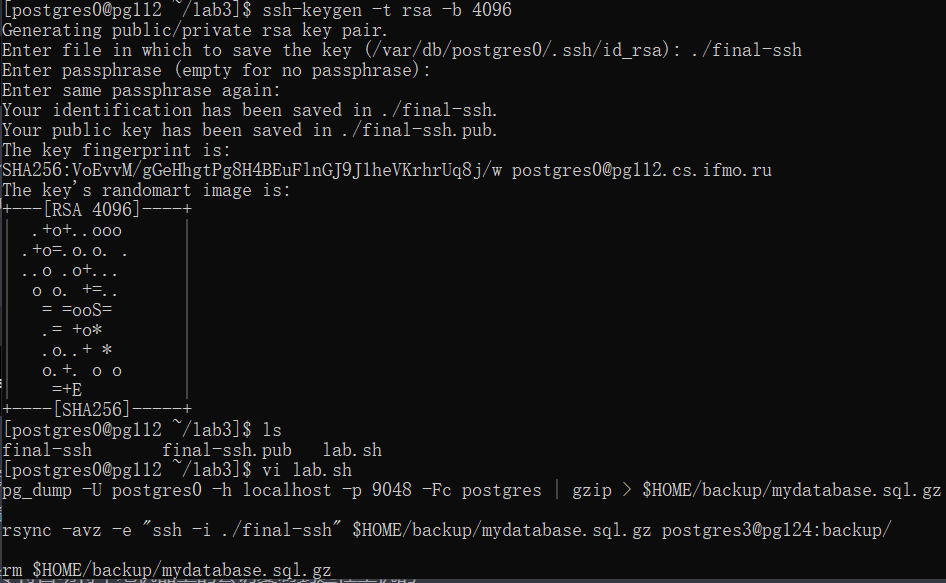 [postgres0@pg112 ~/lab3]$ ssh-keygen -t rsa -b 4096
Generating public/private rsa key pair.
Enter file in which to save the key (/var/db/postgres0/.ssh/id_rsa): ./final-ssh
Enter passphrase (empty for no passphrase):
Enter same passphrase again:
Your identification has been saved in ./final-ssh.
Your public key has been saved in ./final-ssh.pub.
The key fingerprint is:
SHA256:VoEvvM/gGeHhgtPg8H4BEuFlnGJ9JlheVKrhrUq8j/w postgres0@pg112.cs.ifmo.ru
The key's randomart image is:
+---[RSA 4096]----+
|  .+o+..ooo      |
| .+o=.o.o. .     |
| ..o .o+...      |
|  o o. +=..      |
|   = =ooS=       |
|   .= +o*        |
|   .o..+ *       |
|   o.+. o o      |
|    =+E          |
+----[SHA256]-----+
[postgres0@pg112 ~/lab3]$ ls
final-ssh       final-ssh.pub   lab.sh
[postgres0@pg112 ~/lab3]$ vi lab.sh
pg_dump -U postgres0 -h localhost -p 9048 -Fc postgres | gzip > $HOME/backup/mydatabase.sql.gz
rsync -avz -e "ssh -i ./final-ssh" $HOME/backup/mydatabase.sql.gz postgres3@pg124:backup/
rm $HOME/backup/mydatabase.sql.gz